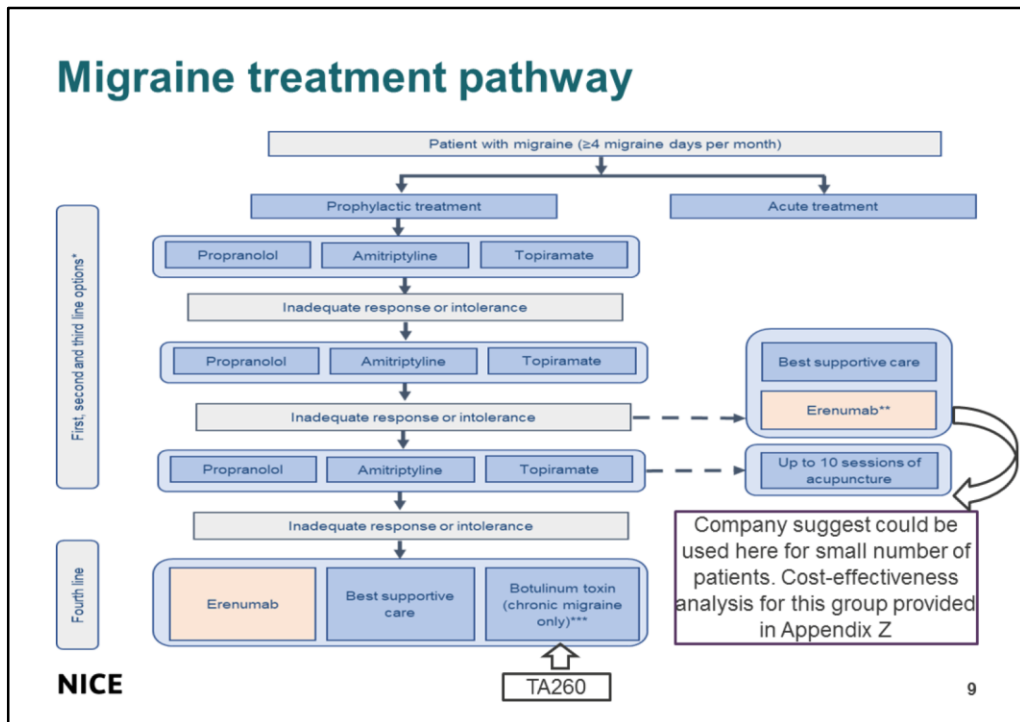 Migraine treatment pathway
Patient with migraine (≥4 migraine days per month)
Prophylactic treatment
Acute treatment
First, second and third line options*
Propranolol
Amitriptyline
Topiramate
Inadequate response or intolerance
Propranolol
Amitriptyline
Topiramate
Best supportive care
Erenumab**
Inadequate response or intolerance
Propranolol
Amitriptyline
Topiramate
Up to 10 sessions of
acupuncture
Inadequate response or intolerance
Company suggest could be
used here for small number of
patients. Cost-effectiveness
analysis for this group provided
in Appendix Z
Fourth line
Erenumab
Best supportive
care
Botulinum toxin
(chronic migraine
only)***
TA260
NICE
9